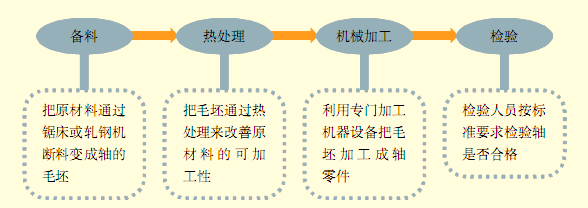 备料
热处理
机械加工
检验
把原材料通过
锯床或轧钢机
断料变成轴的
毛坯
把毛坯通过热
处理来改善原
材料的可加
工性
利用专门加工
机器设备把毛
坯加工成轴
零件
检验人员按标
准要求检验轴
是否合格